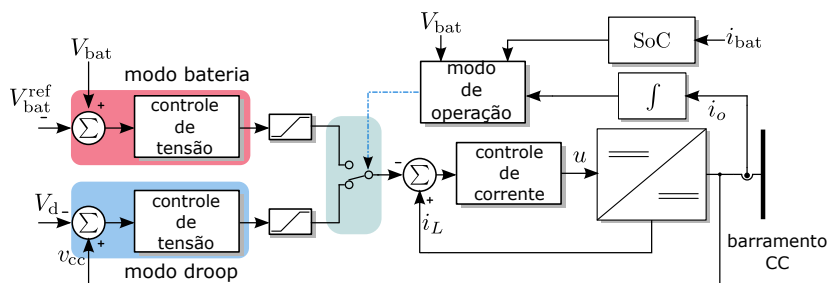 V_bat
modo bateria
V_bat^ref
-
+
Σ
controle
de
tensão
V_d
-
+
Σ
v_cc
controle
de
tensão
modo droop
V_bat
modo
de
operação
SoC
i_bat
∫
i_o
-
+
Σ
i_L
controle
de
corrente
u
barramento
CC